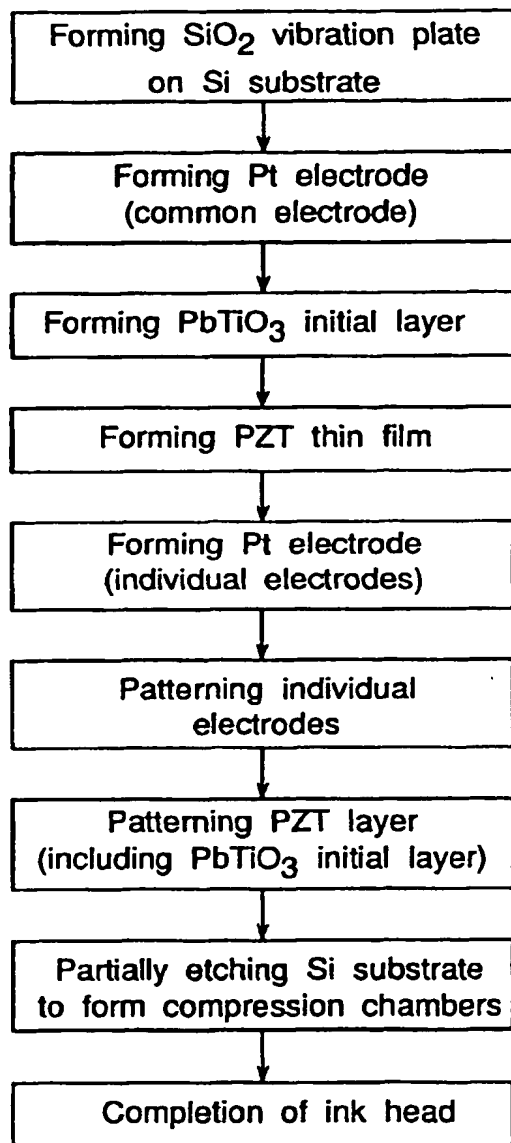 Forming SiO₂ vibration plate
on Si substrate
Forming Pt electrode
(common electrode)
Forming PbTiO₃ initial layer
Forming PZT thin film
Forming Pt electrode
(individual electrodes)
Patterning individual
electrodes
Patterning PZT layer
(including PbTiO₃ initial layer)
Partially etching Si substrate
to form compression chambers
Completion of ink head